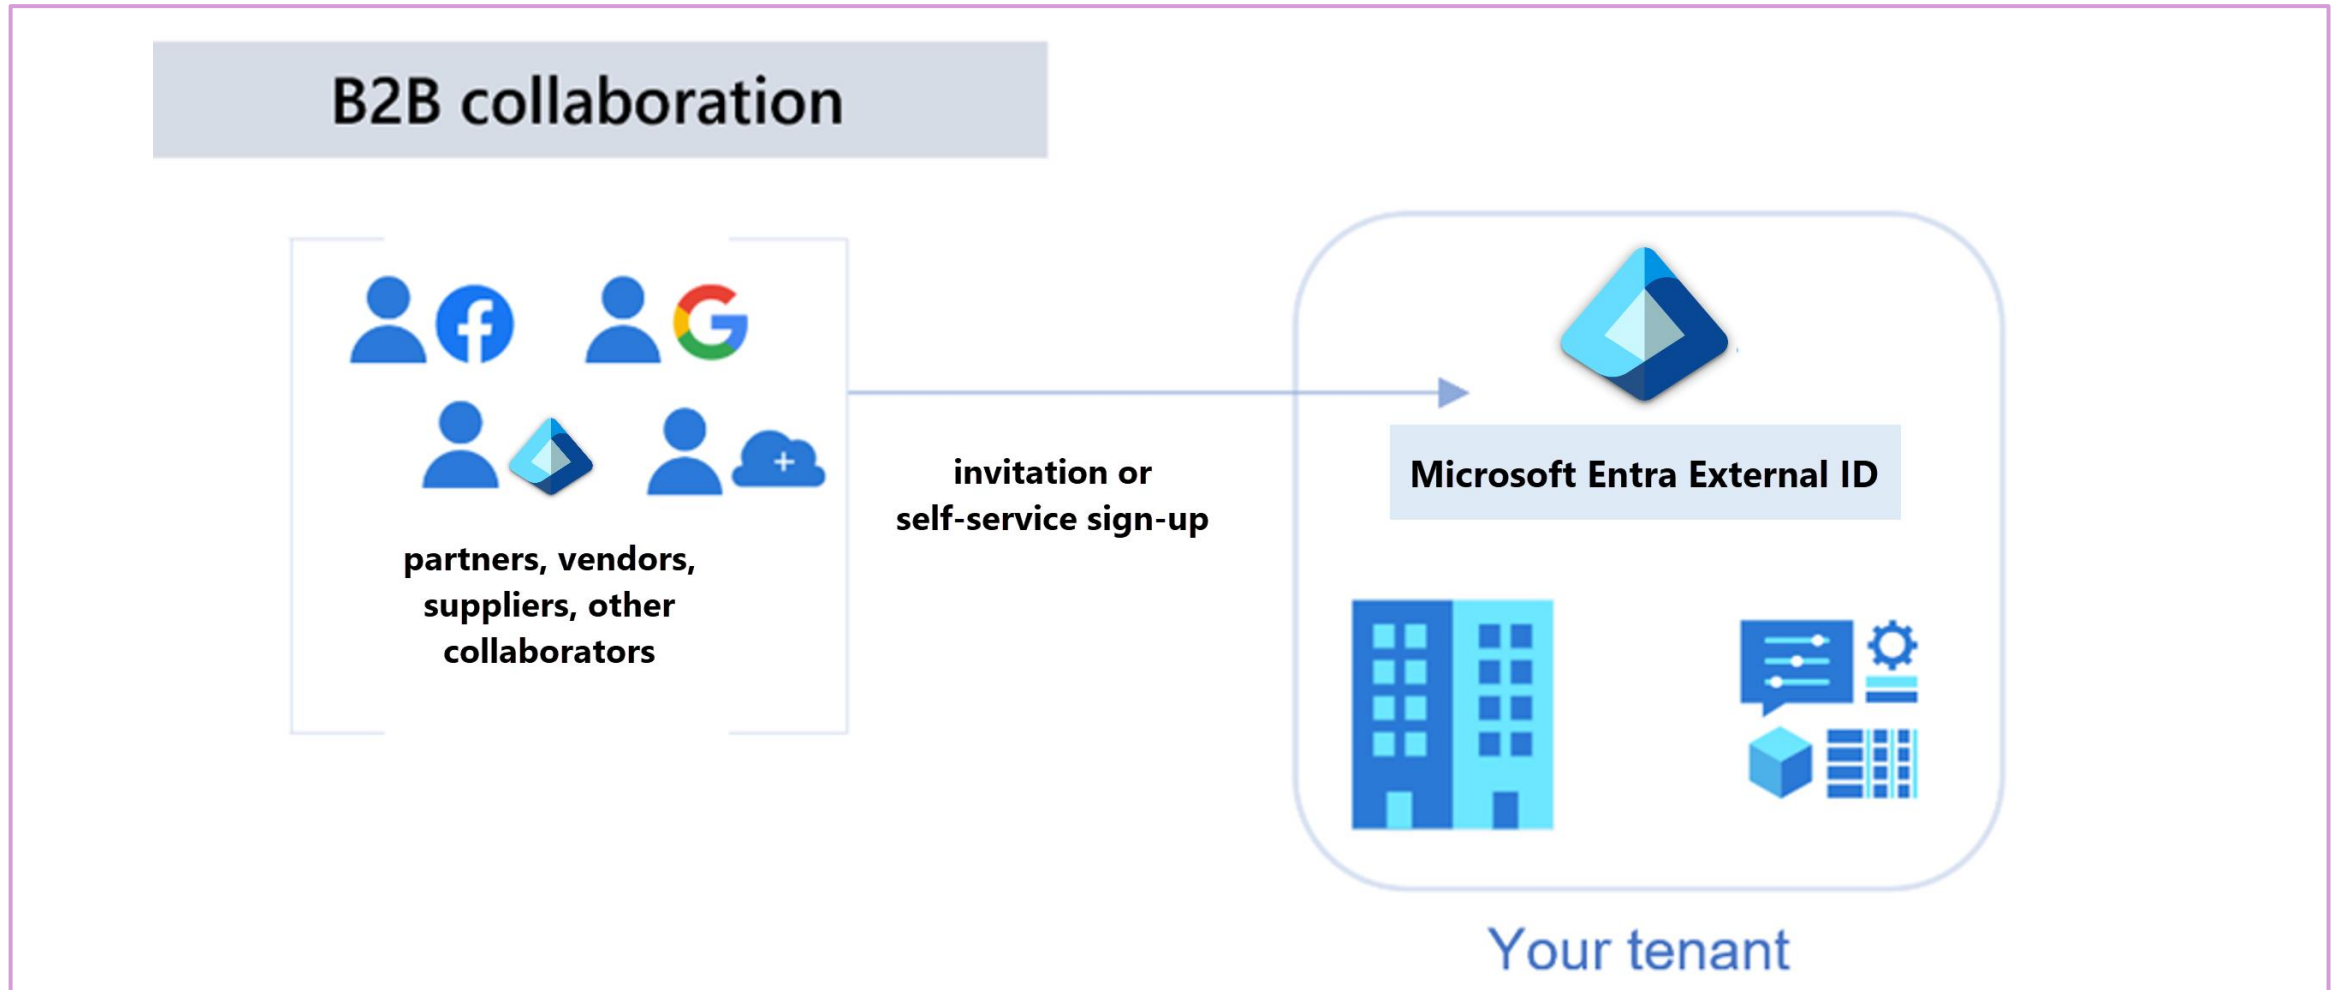 B2B collaboration
partners, vendors,
suppliers, other
collaborators
invitation or
self-service sign-up
Microsoft Entra External ID
Your tenant